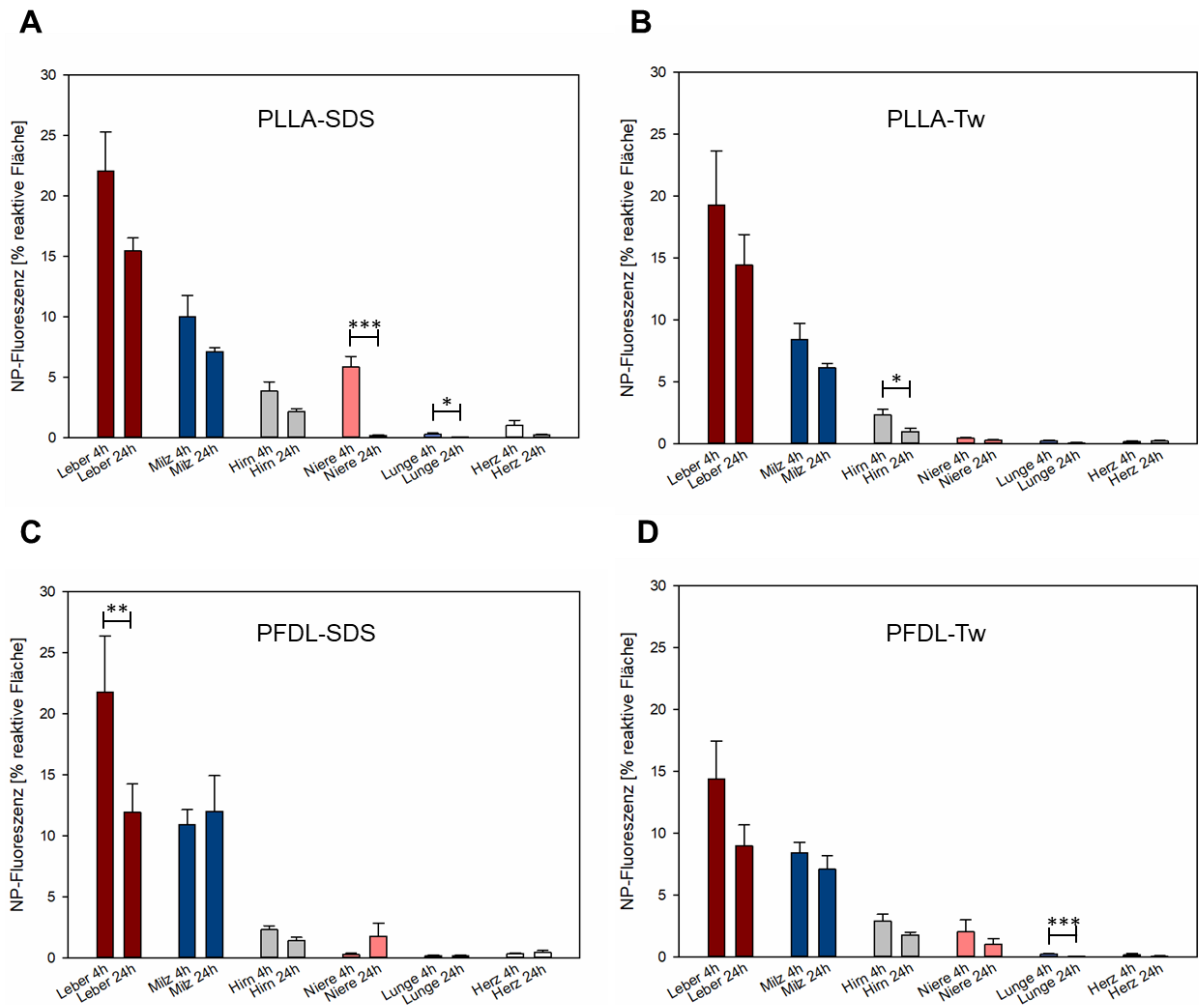 A
NP-Fluoreszenz [% reaktive Fläche]
30
25
20
15
10
5
0
PLLA-SDS
***
*
Leber 4h
Leber 24h
Milz 4h
Milz 24h
Hirn 4h
Hirn 24h
Niere 4h
Niere 24h
Lunge 4h
Lunge 24h
Herz 4h
Herz 24h
B
NP-Fluoreszenz [% reaktive Fläche]
30
25
20
15
10
5
0
PLLA-Tw
*
Leber 4h
Leber 24h
Milz 4h
Milz 24h
Hirn 4h
Hirn 24h
Niere 4h
Niere 24h
Lunge 4h
Lunge 24h
Herz 4h
Herz 24h
C
NP-Fluoreszenz [% reaktive Fläche]
30
25
20
15
10
5
0
PFDL-SDS
**
Leber 4h
Leber 24h
Milz 4h
Milz 24h
Hirn 4h
Hirn 24h
Niere 4h
Niere 24h
Lunge 4h
Lunge 24h
Herz 4h
Herz 24h
D
NP-Fluoreszenz [% reaktive Fläche]
30
25
20
15
10
5
0
PFDL-Tw
***
Leber 4h
Leber 24h
Milz 4h
Milz 24h
Hirn 4h
Hirn 24h
Niere 4h
Niere 24h
Lunge 4h
Lunge 24h
Herz 4h
Herz 24h